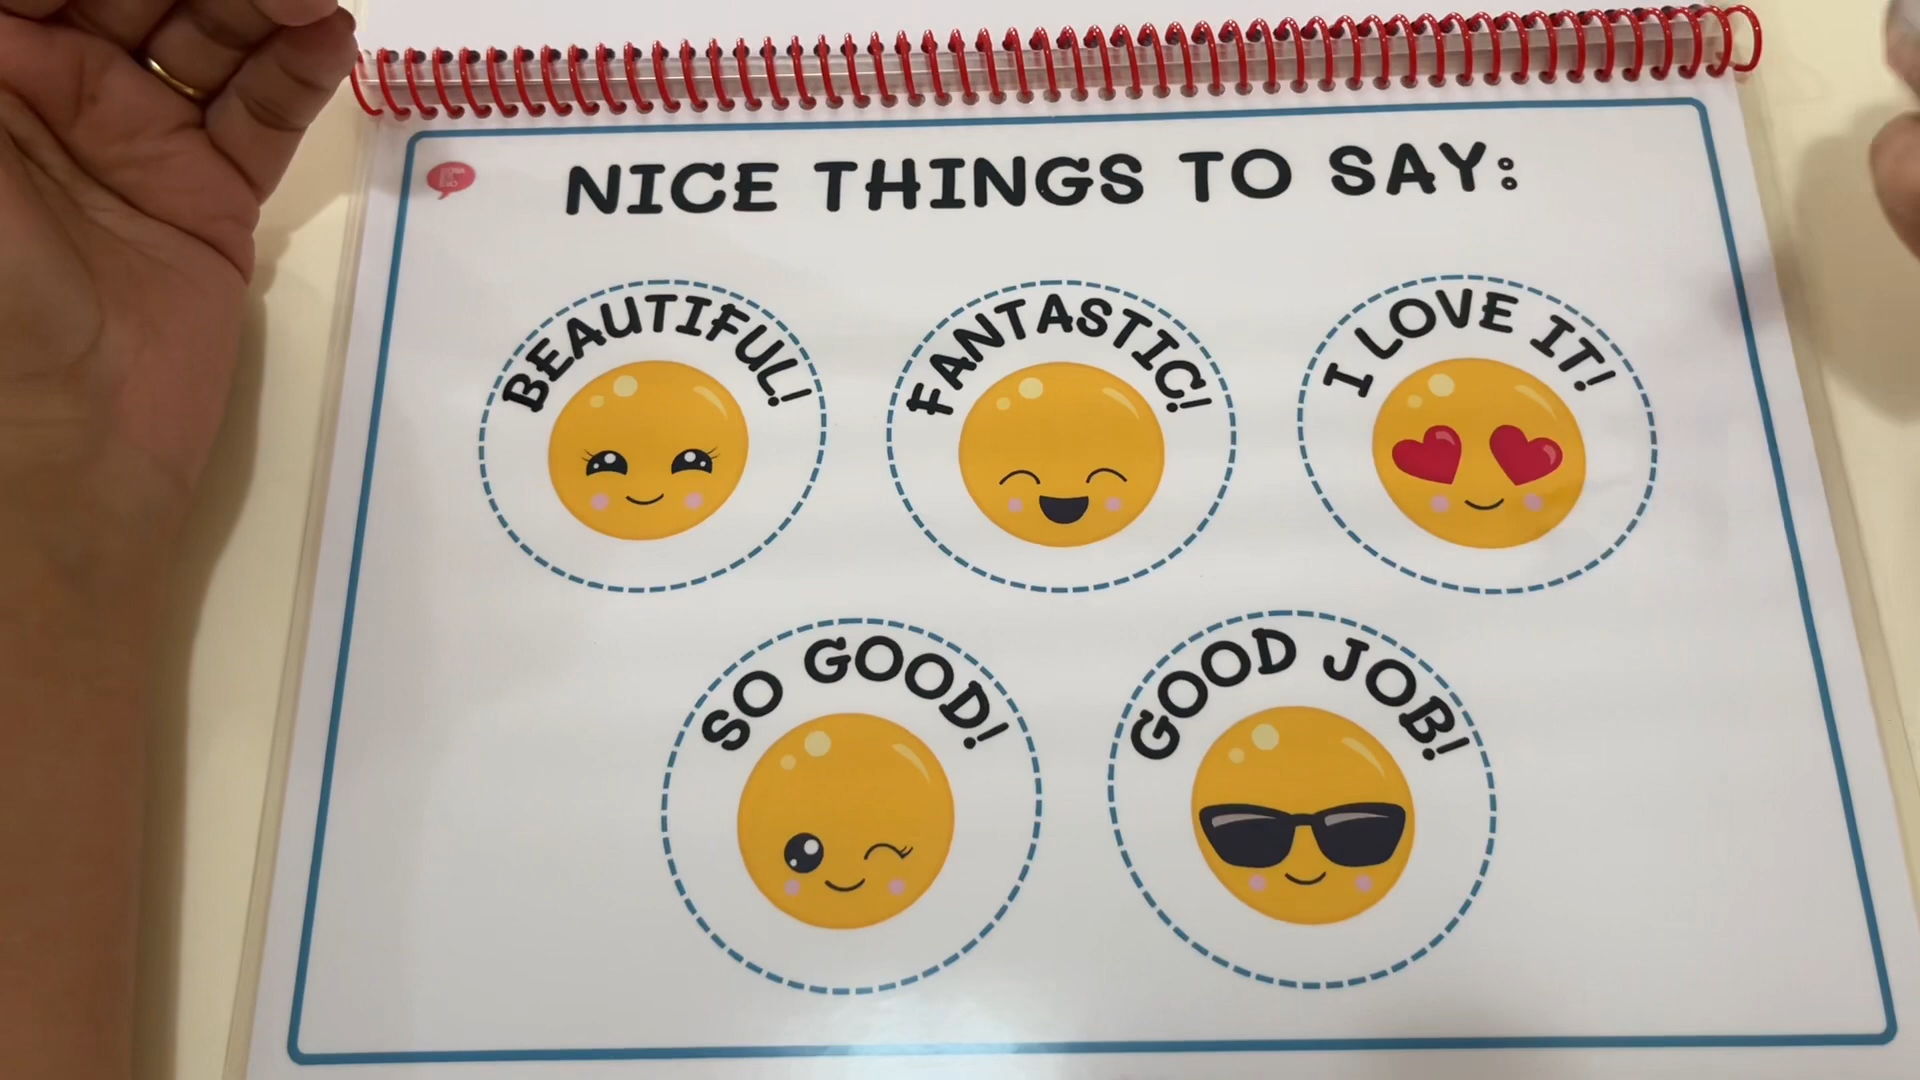 NICE THINGS TO SAY:
BEAUTIFUL!
FANTASTIC!
I LOVE IT!
SO GOOD!
GOOD JOB!